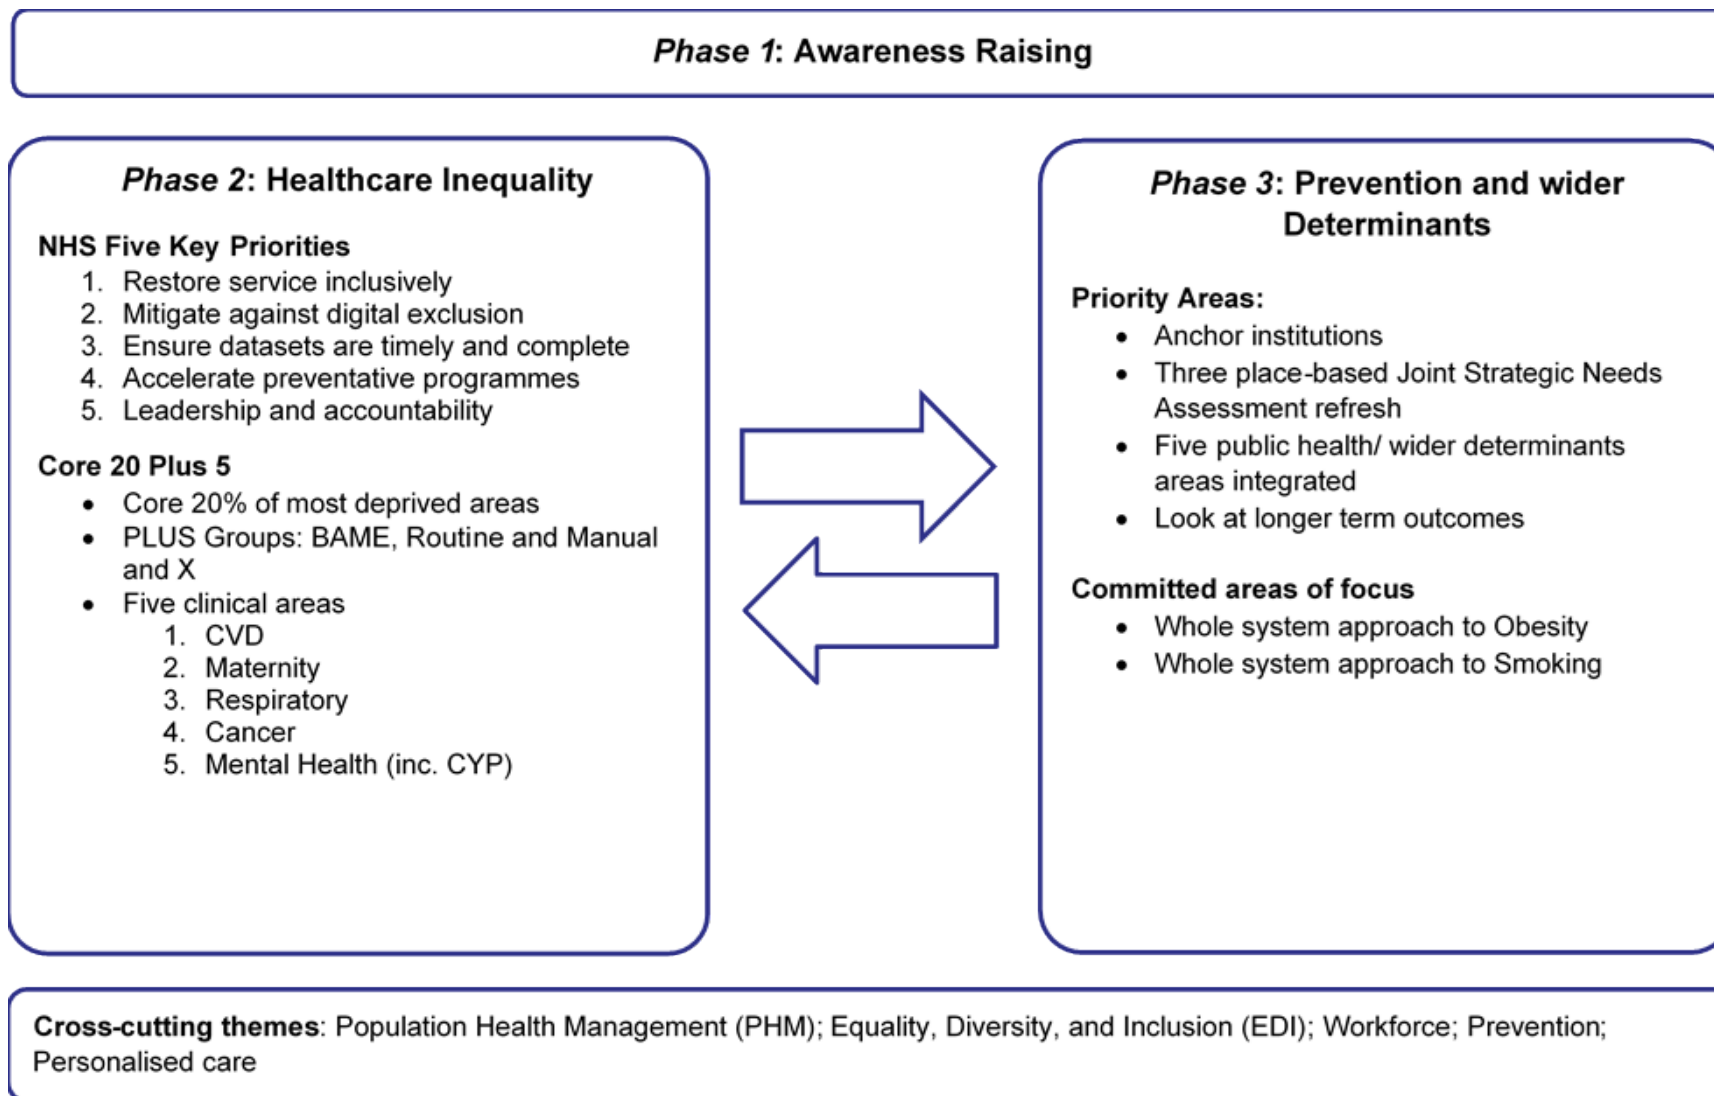 Phase 1: Awareness Raising
Phase 2: Healthcare Inequality
NHS Five Key Priorities
1. Restore service inclusively
2. Mitigate against digital exclusion
3. Ensure datasets are timely and complete
4. Accelerate preventative programmes
5. Leadership and accountability
Core 20 Plus 5
• Core 20% of most deprived areas
• PLUS Groups: BAME, Routine and Manual
and X
• Five clinical areas
1. CVD
2. Maternity
3. Respiratory
4. Cancer
5. Mental Health (inc. CYP)
Phase 3: Prevention and wider
Determinants
Priority Areas:
• Anchor institutions
• Three place-based Joint Strategic Needs
Assessment refresh
• Five public health/ wider determinants
areas integrated
• Look at longer term outcomes
Committed areas of focus
• Whole system approach to Obesity
• Whole system approach to Smoking
Cross-cutting themes: Population Health Management (PHM); Equality, Diversity, and Inclusion (EDI); Workforce; Prevention;
Personalised care